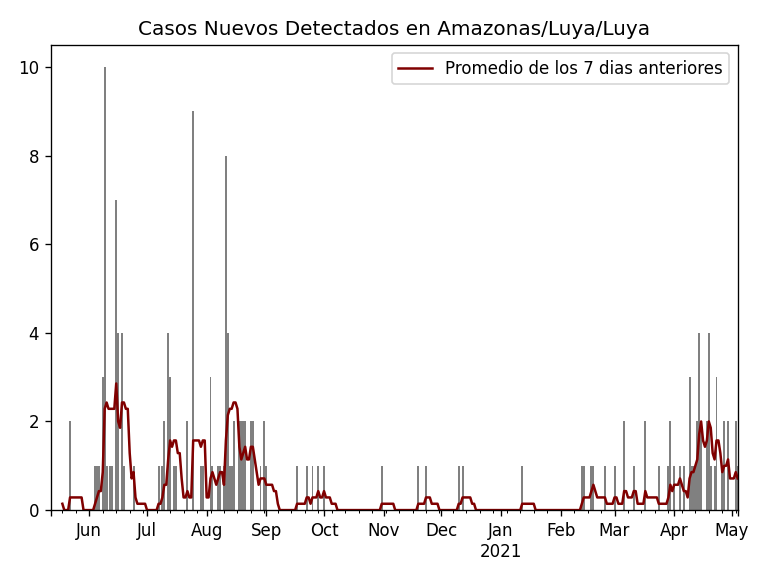 Casos Nuevos Detectados en Amazonas/Luya/Luya
Promedio de los 7 dias anteriores
10
8
6
4
2
0
Jun Jul Aug Sep Oct Nov Dec Jan Feb Mar Apr May
2021